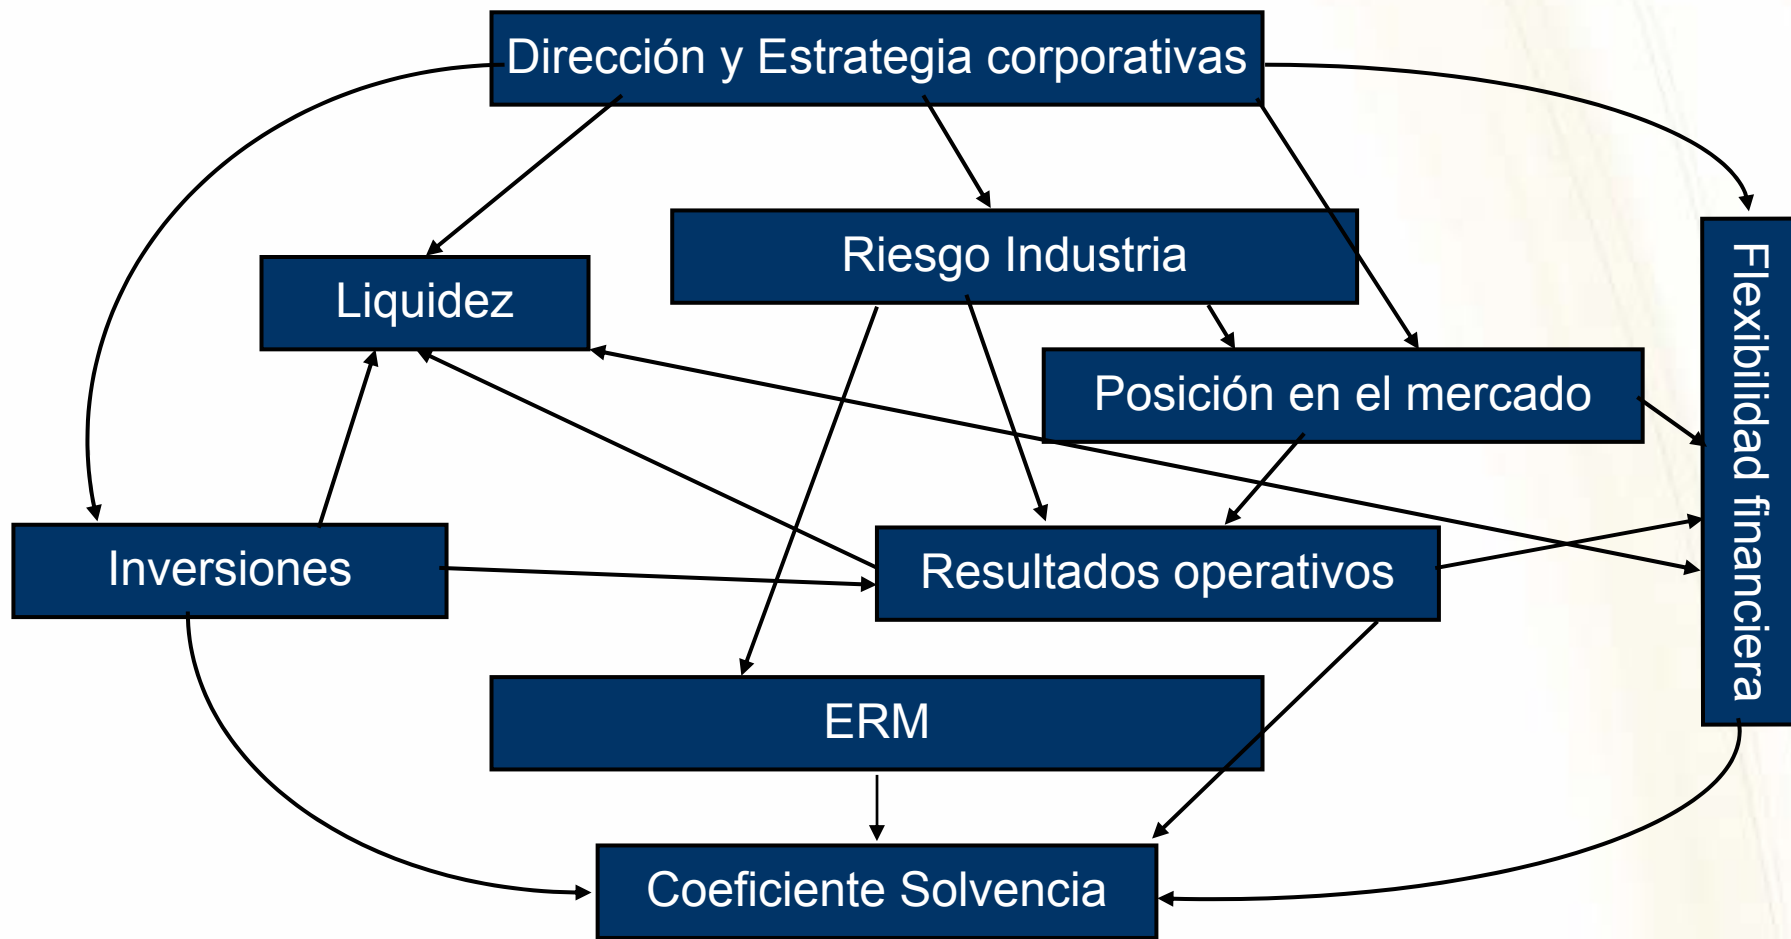 Dirección y Estrategia corporativas
Riesgo Industria
Liquidez
Posición en el mercado
Flexibilidad financiera
Inversiones
Resultados operativos
ERM
Coeficiente Solvencia